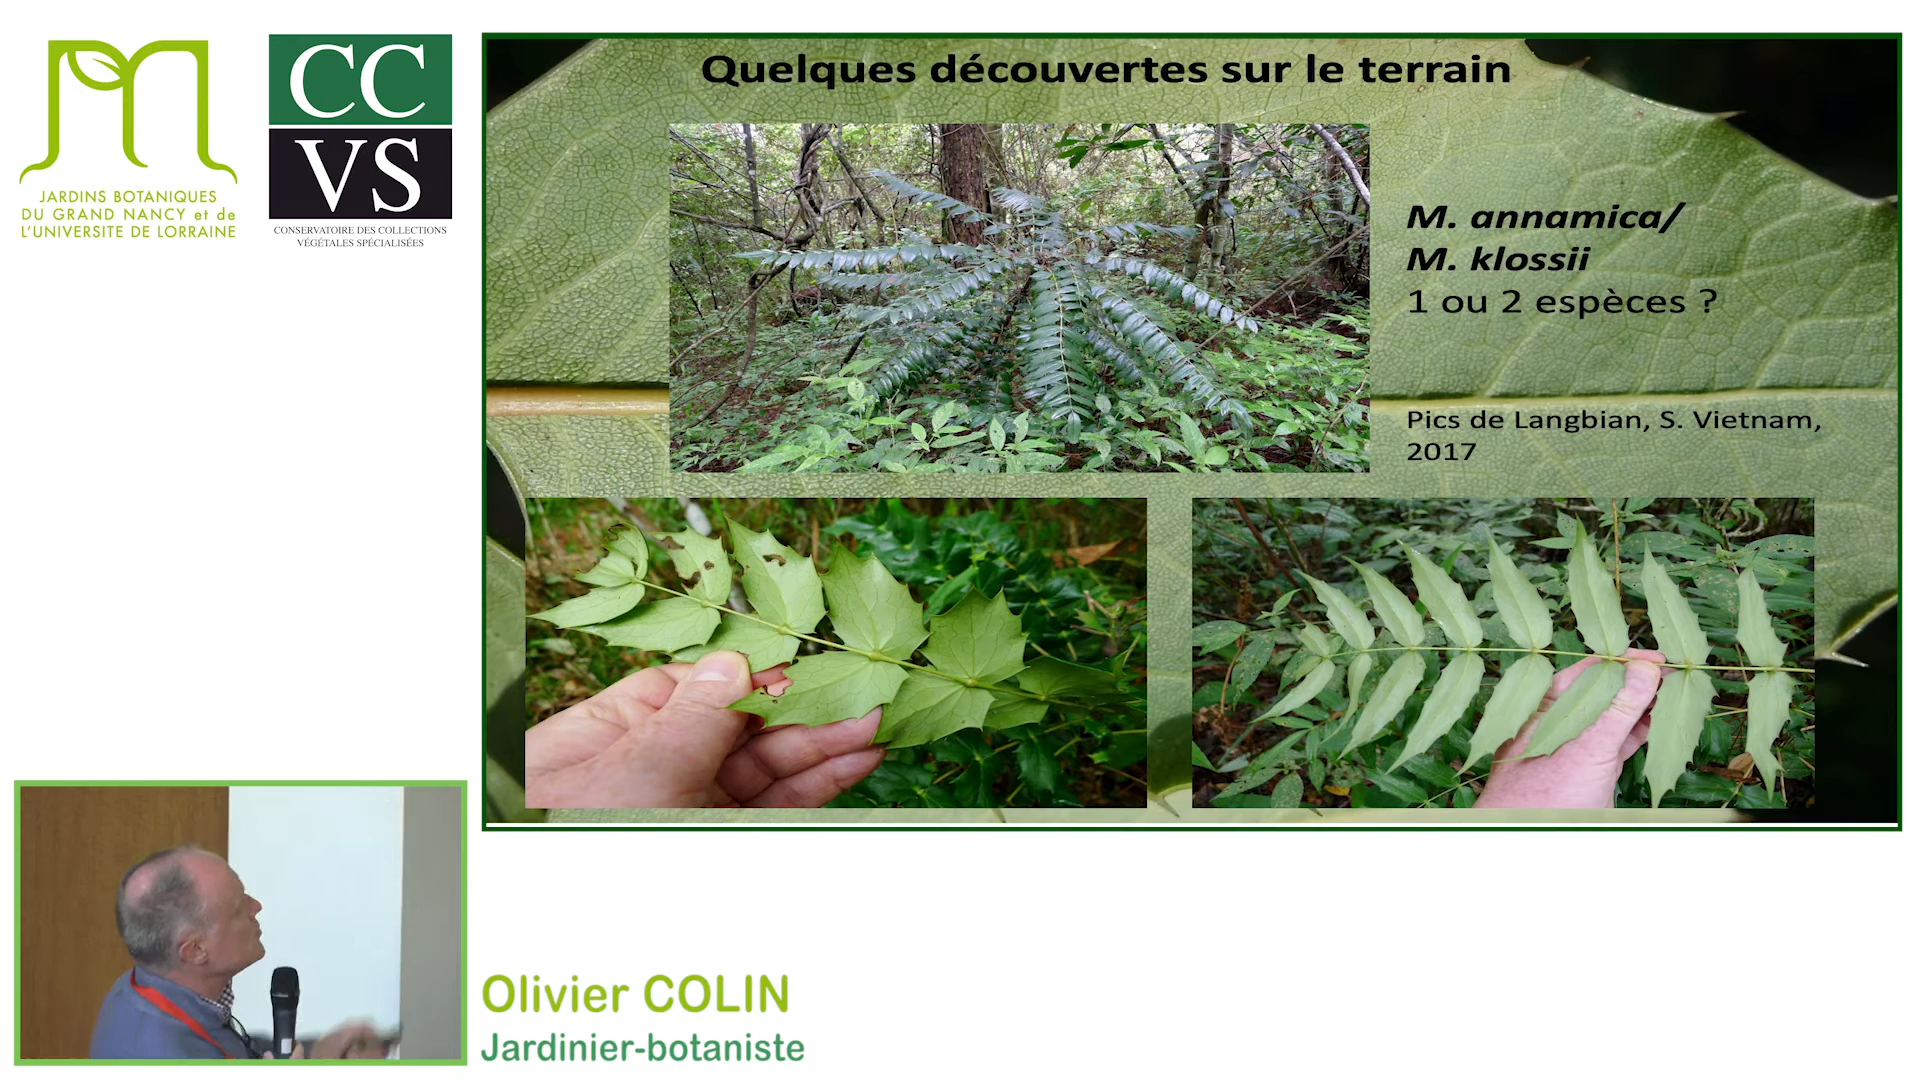 JARDINS BOTANIQUES
DU GRAND NANCY et de
L'UNIVERSITE DE LORRAINE
CC
VS
CONSERVATOIRE DES COLLECTIONS
VÉGÉTALES SPÉCIALISÉES
Quelques découvertes sur le terrain
M. annamica/
M. klossii
1 ou 2 espèces ?
Pics de Langbian, S. Vietnam,
2017
Olivier COLIN
Jardinier-botaniste